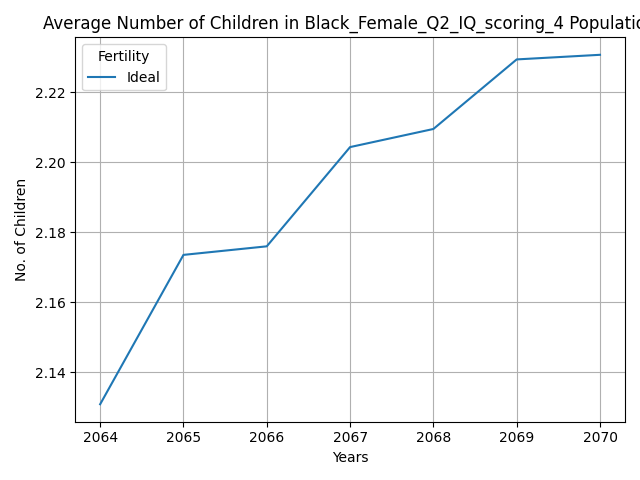 Average Number of Children in Black_Female_Q2_IQ_scoring_4 Populatio
Fertility
Ideal
No. of Children
2.22
2.20
2.18
2.16
2.14
2064 2065 2066 2067 2068 2069 2070
Years